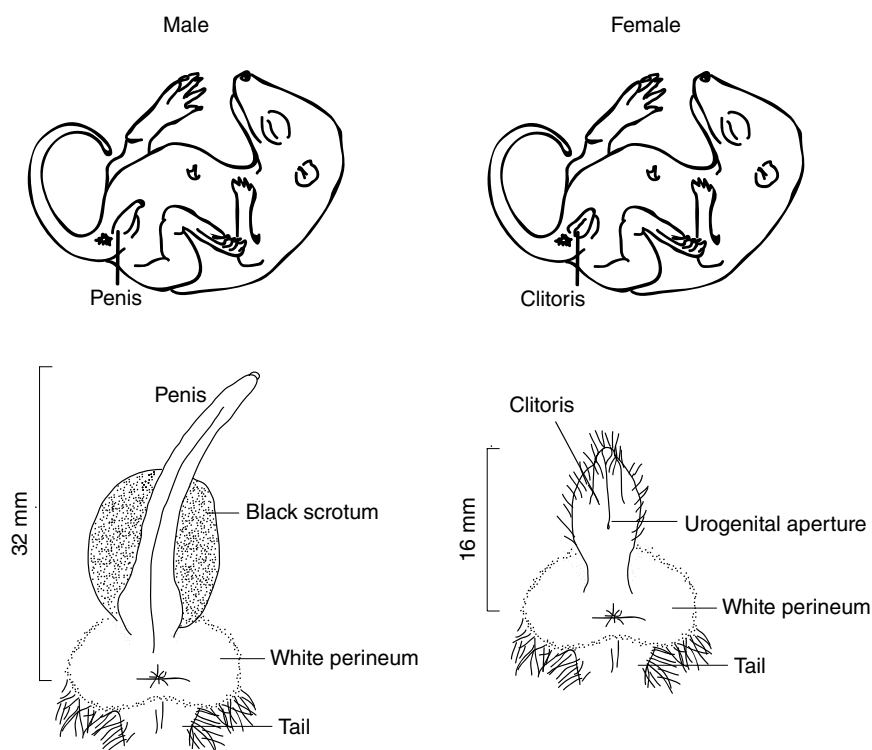 Male
Female
Penis
Clitoris
Penis
Clitoris
32 mm
Black scrotum
16 mm
Urogenital aperture
White perineum
White perineum
Tail
Tail